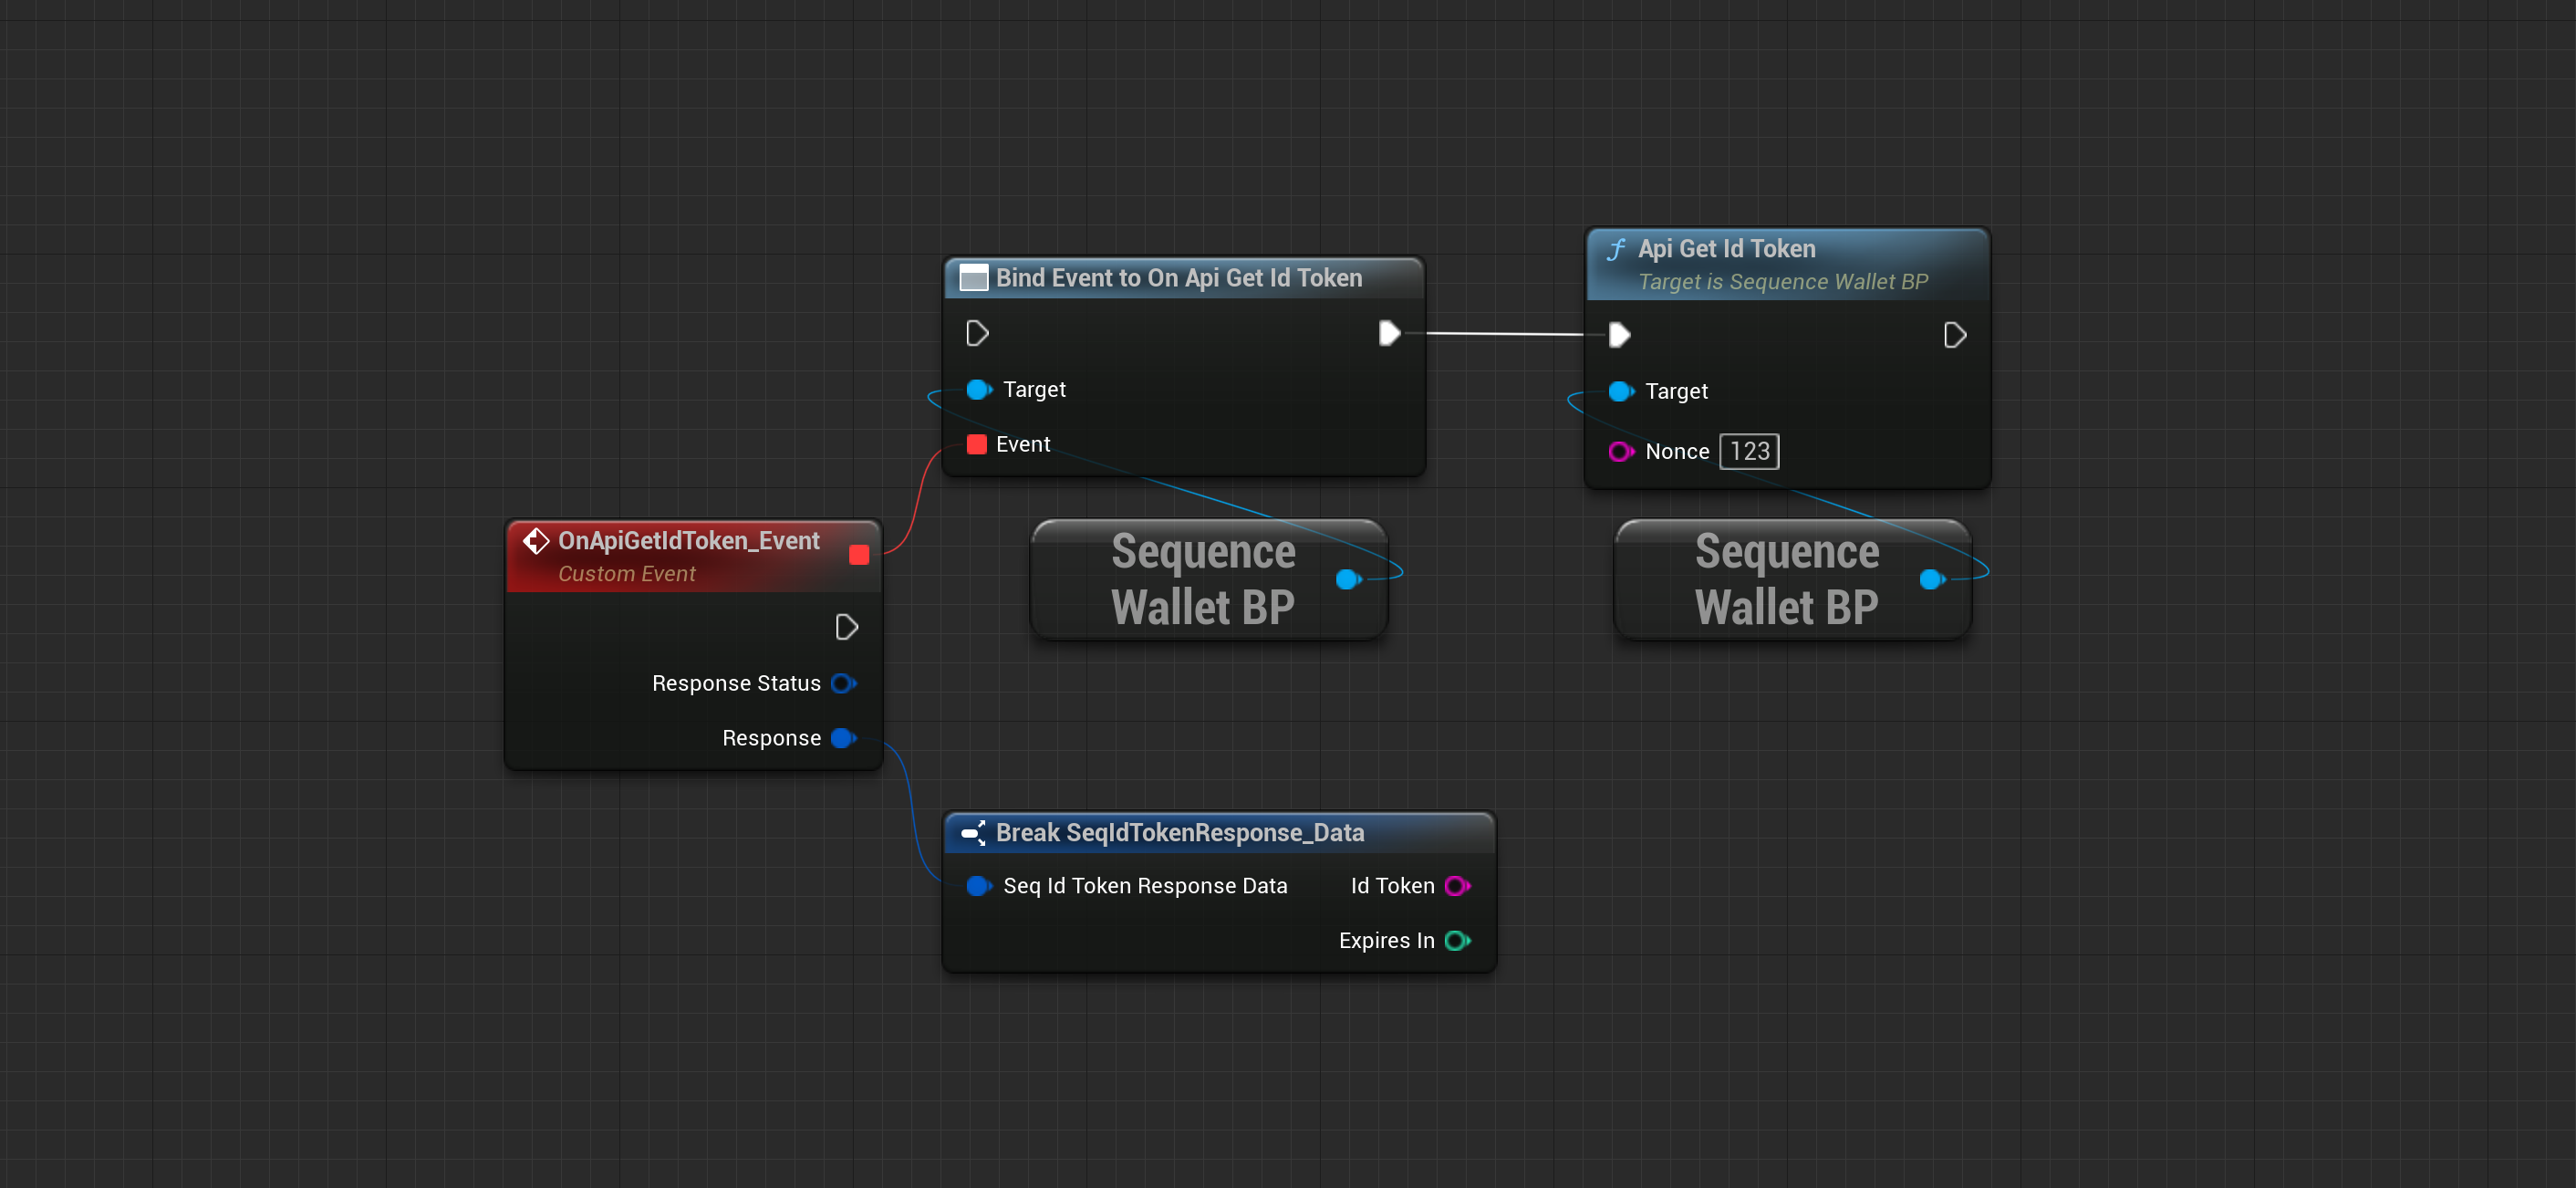 Bind Event to On Api Get Id Token
Target
Event
Api Get Id Token
Target is Sequence Wallet BP
Target
Nonce 123
OnApiGetIdToken_Event
Custom Event
Response Status
Response
Sequence
Wallet BP
Sequence
Wallet BP
Break SeqIdTokenResponse_Data
Seq Id Token Response Data Id Token
Expires In